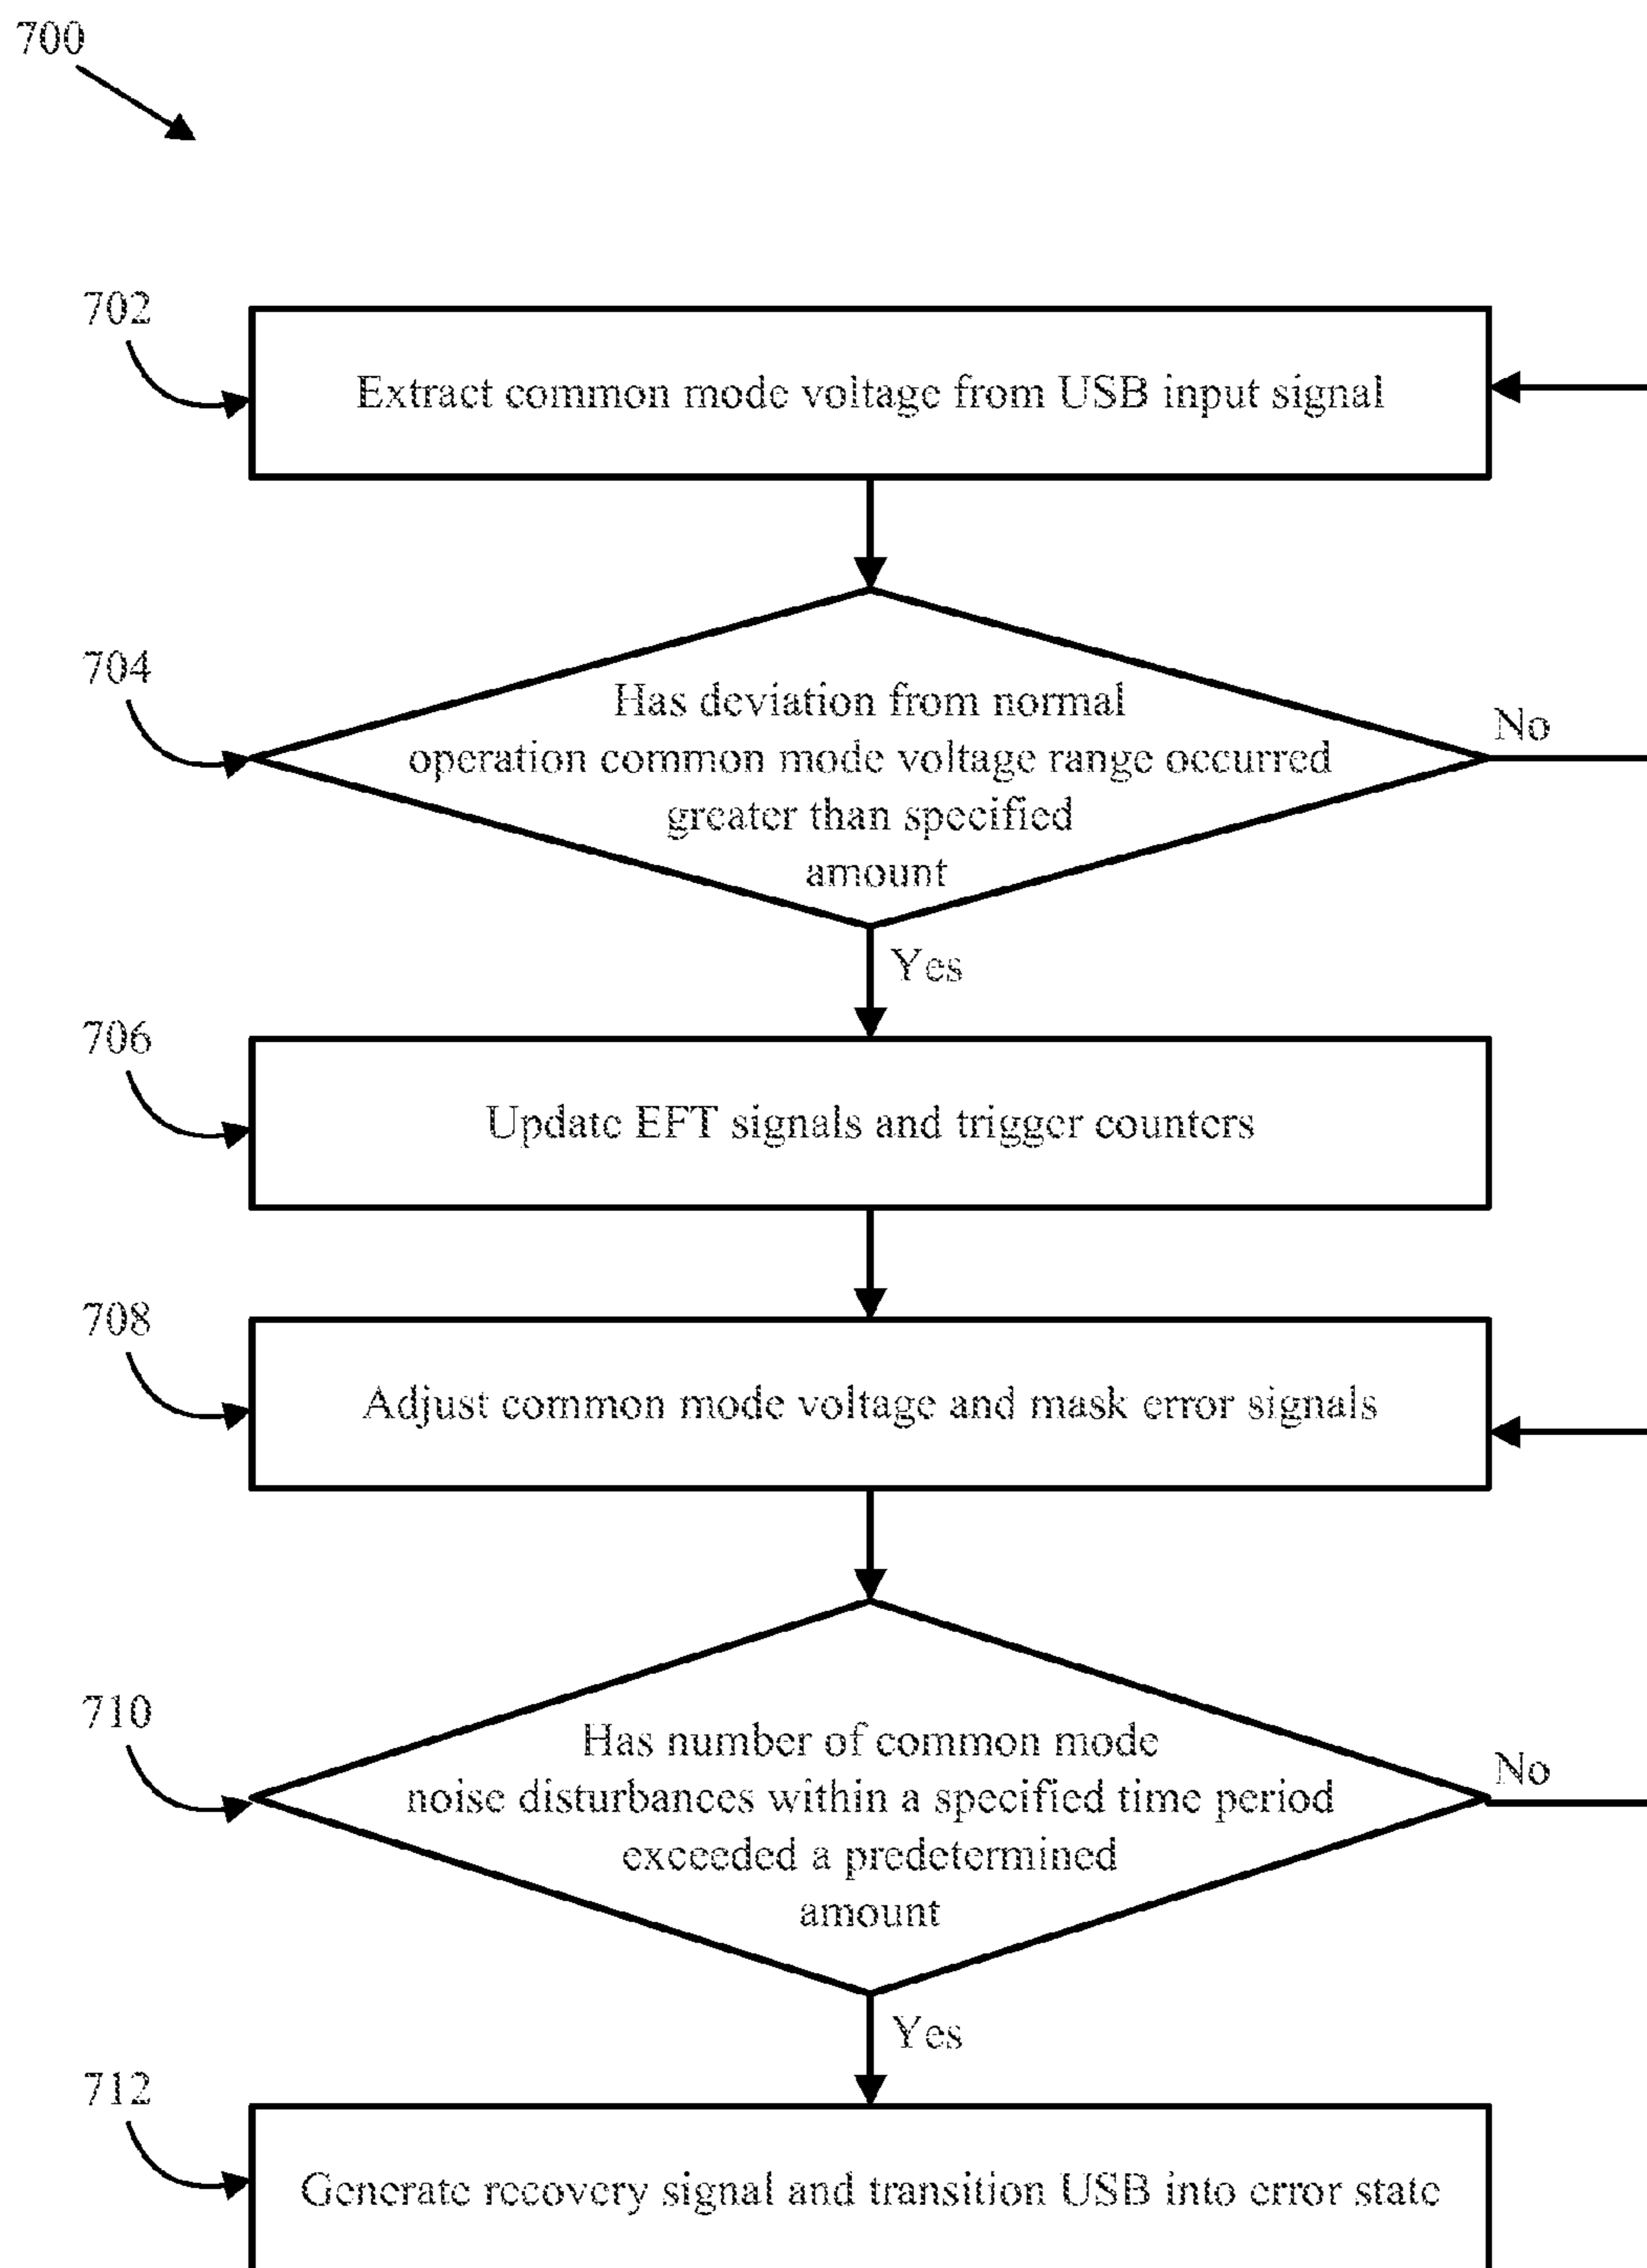 700
702
Extract common mode voltage from USB input signal
704
Has deviation from normal
operation common mode voltage range occurred
greater than specified
amount
No
Yes
706
Update EFT signals and trigger counters
708
Adjust common mode voltage and mask error signals
710
Has number of common mode
noise disturbances within a specified time period
exceeded a predetermined
amount
No
Yes
712
Generate recovery signal and transition USB into error state